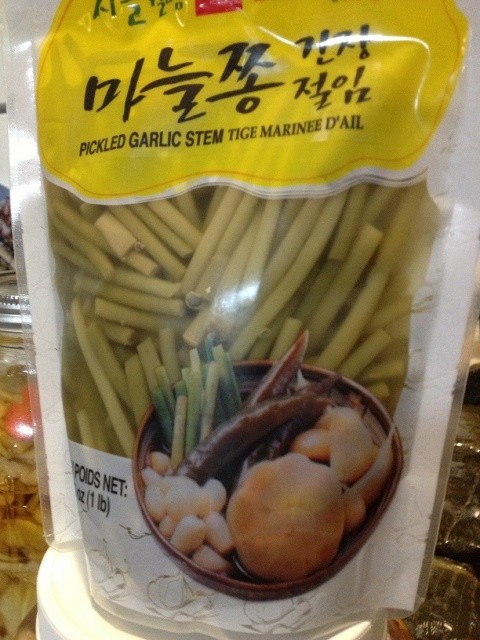 마늘쫑 간장
절임
PICKLED GARLIC STEM TIGE MARINEE D'AIL
POIDS NET:
oz (1 lb)